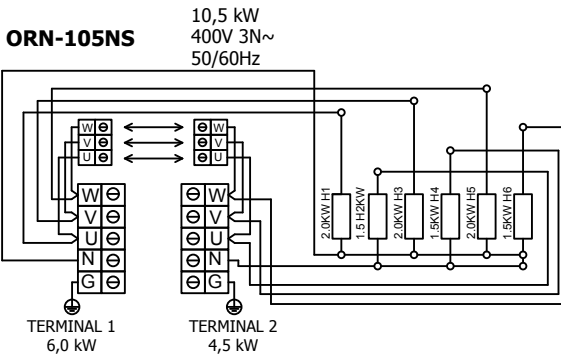 10,5 kW
ORN-105NS
400V 3N~
50/60Hz
W
V
U
W
V
U
W
V
U
N
G
W
V
U
N
G
2.0KW H1
1.5 H2KW
2.0KW H3
1.5KW H4
2.0KW H5
1.5KW H6
TERMINAL 1
6,0 kW
TERMINAL 2
4,5 kW